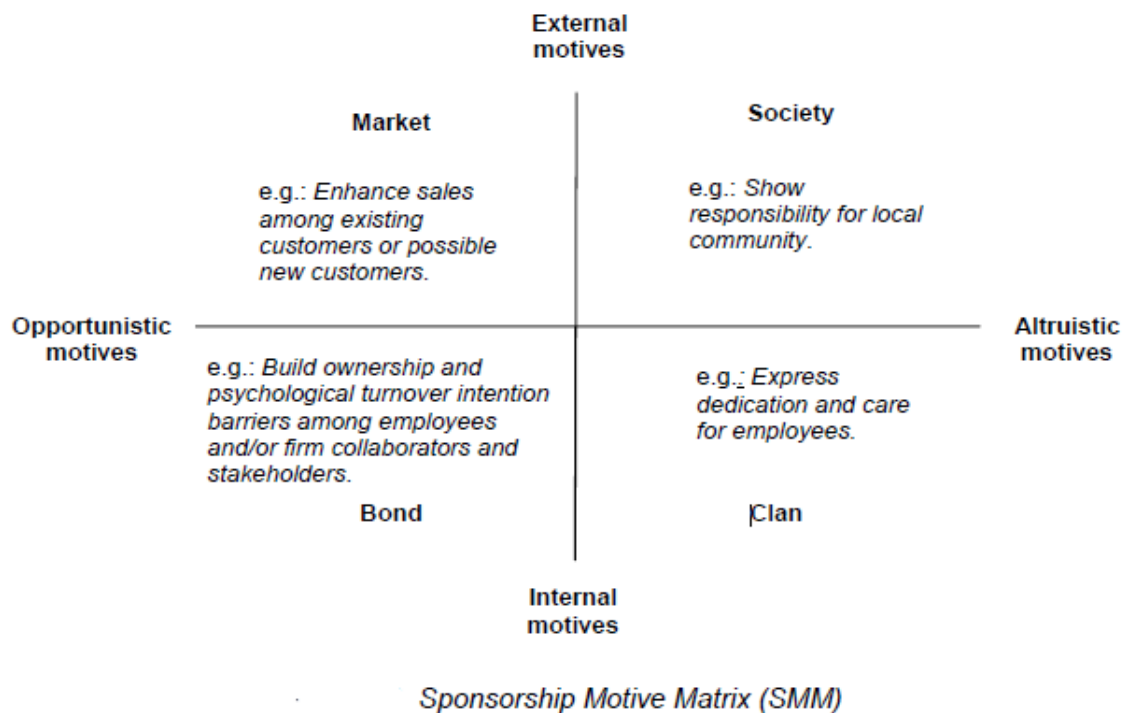 External
motives
Market
Society
e.g.: Enhance sales
among existing
customers or possible
new customers.
e.g.: Show
responsibility for local
community.
Opportunistic
motives
Altruistic
motives
e.g.: Build ownership and
psychological turnover intention
barriers among employees
and/or firm collaborators and
stakeholders.
e.g.: Express
dedication and care
for employees.
Bond
Clan
Internal
motives
Sponsorship Motive Matrix (SMM)